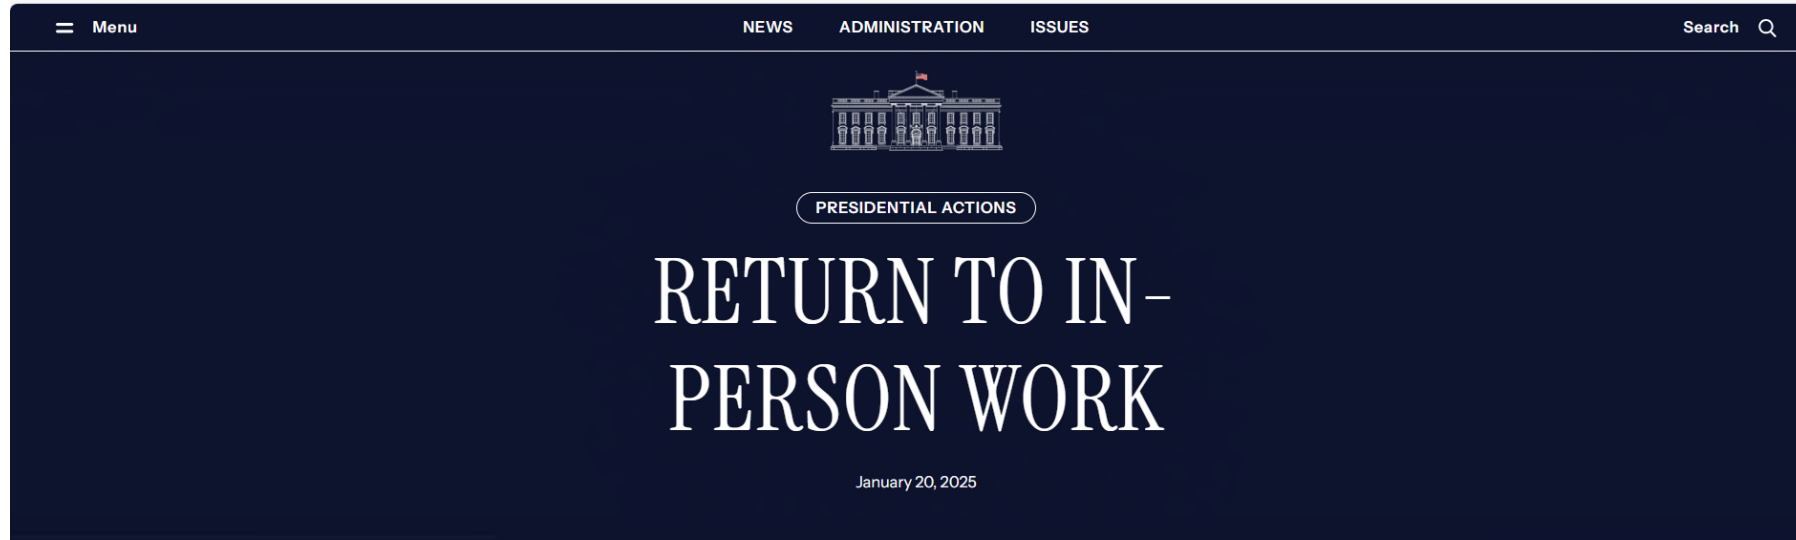 Menu
NEWS ADMINISTRATION ISSUES
Search
PRESIDENTIAL ACTIONS
RETURN TO IN-
PERSON WORK
January 20, 2025